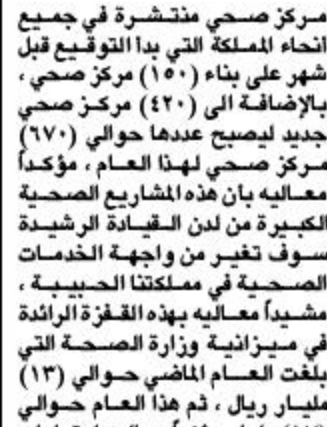 مركز صحي منتشرة في جميع
أنحاء المملكة التي بدأ التوقيع قبل
شهر على بناء (١٥٠) مركز صحي ،
بالإضافة الى (٤٢٠) مركز صحي
جديد ليصبح عددها حوالي (٦٧٠)
مركز صحي لهذا العام ، مؤكداً
معاليه بأن هذه المشاريع الصحية
الكبيرة من لدن القيادة الرشيدة
سوف تغير من واجهة الخدمات
الصحية في مملكتنا الحبيبة ،
مشيداً معاليه بهذه القفزة الرائدة
في ميزانية وزارة الصحة التي
بلغت العام الماضي حوالي (١٣)
مليار ريال ، ثم هذا العام حوالي